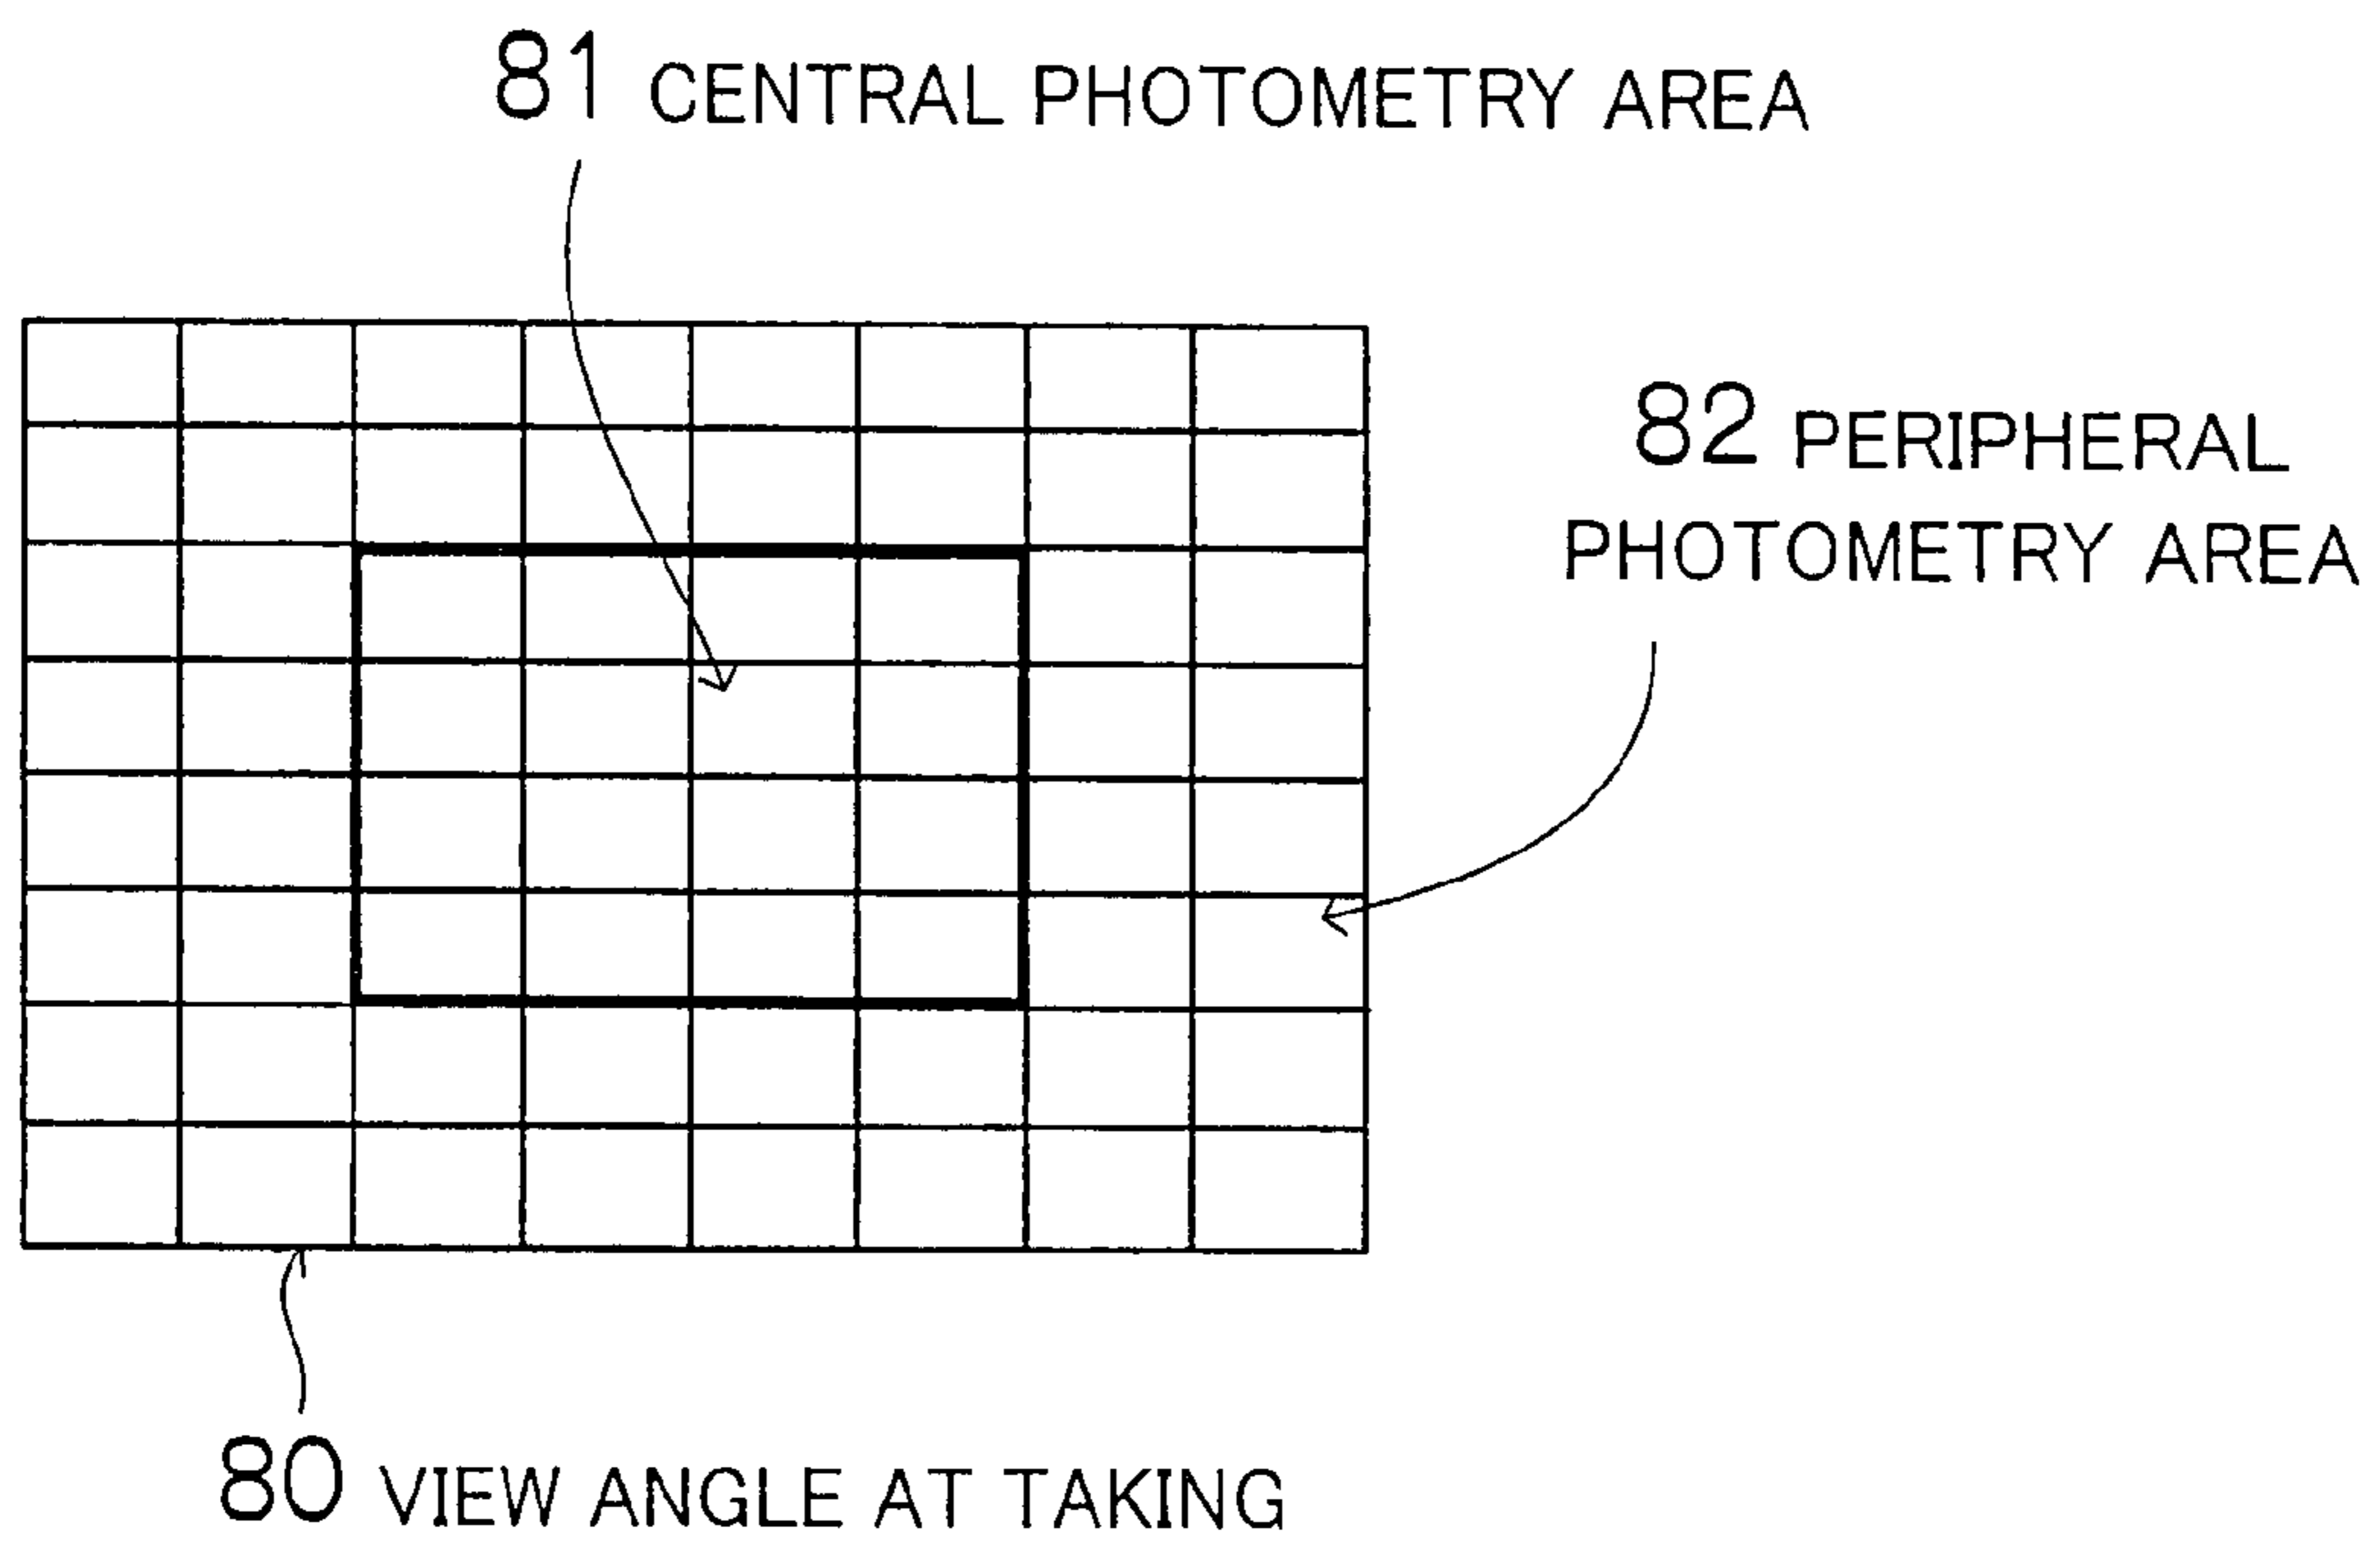 81 CENTRAL PHOTOMETRY AREA
82 PERIPHERAL
PHOTOMETRY AREA
80 VIEW ANGLE AT TAKING